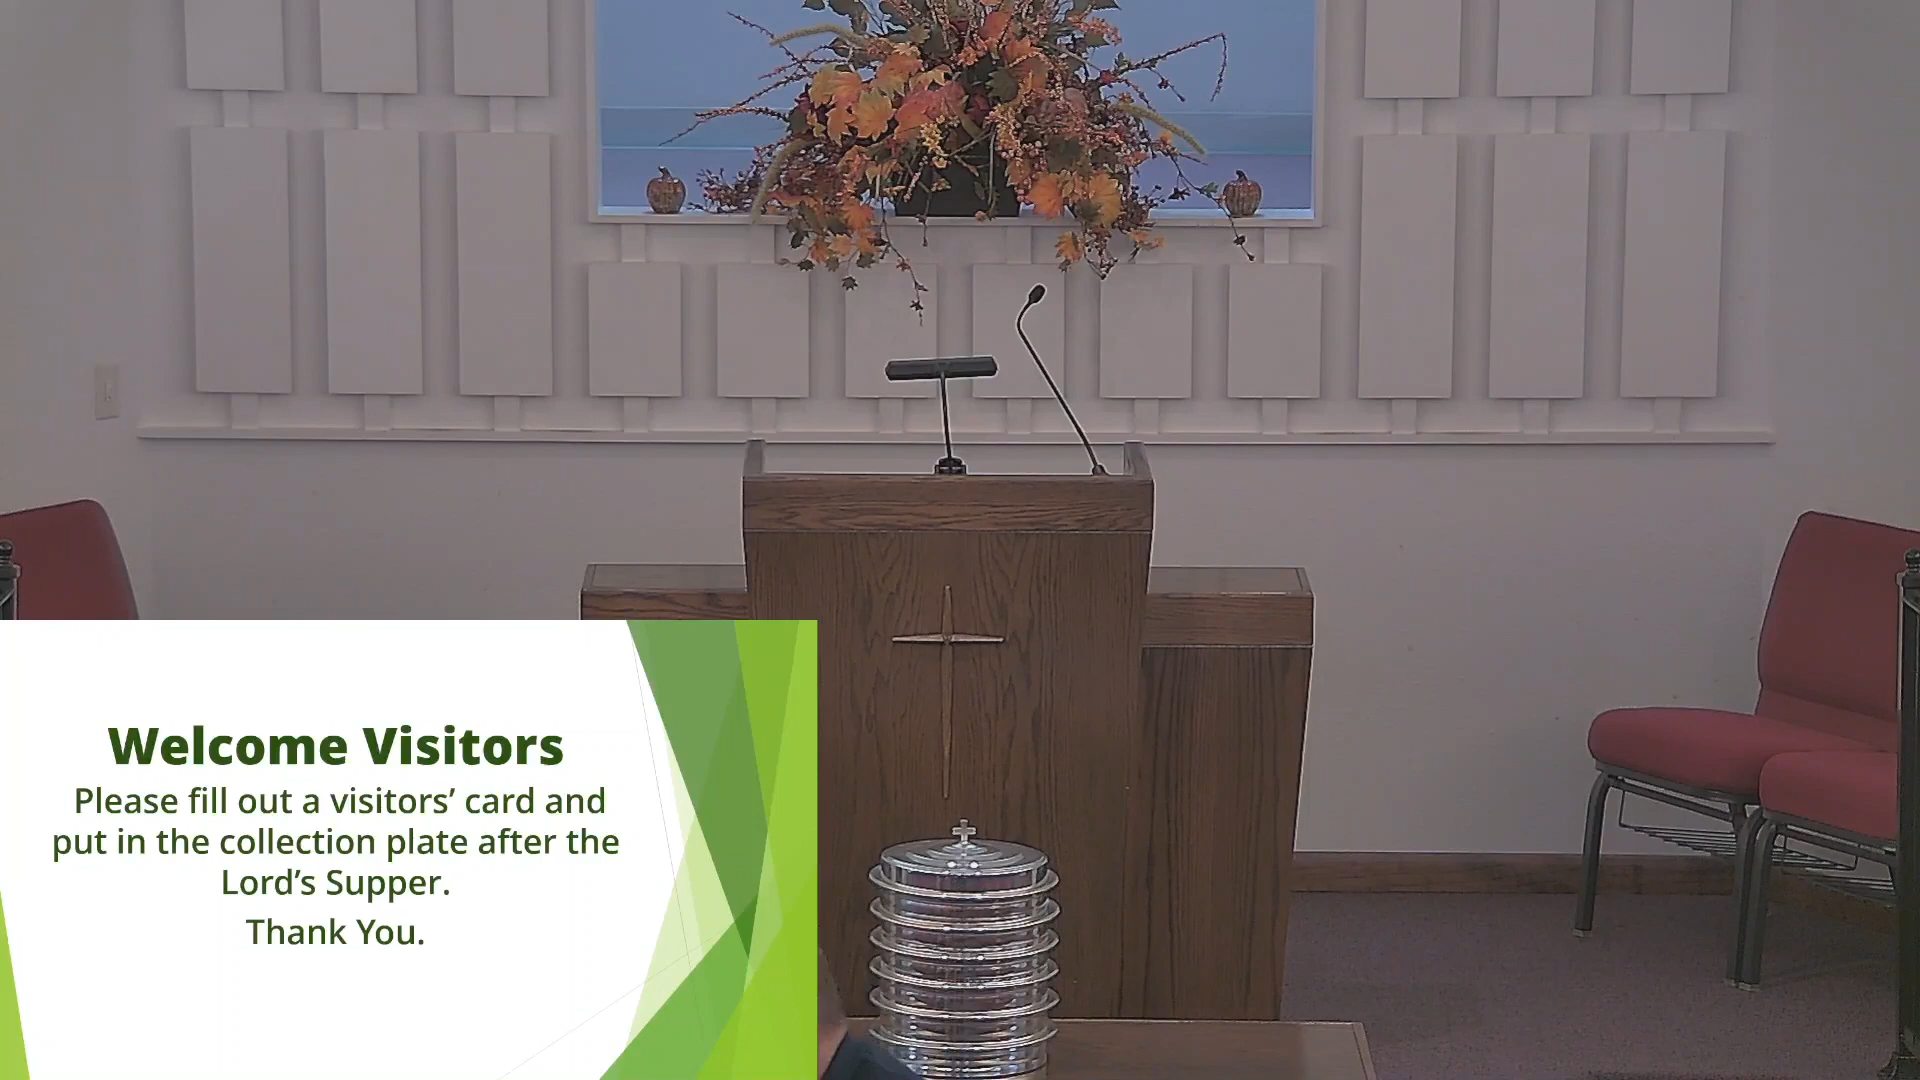 Welcome Visitors
Please fill out a visitors’ card and
put in the collection plate after the
Lord’s Supper.
Thank You.